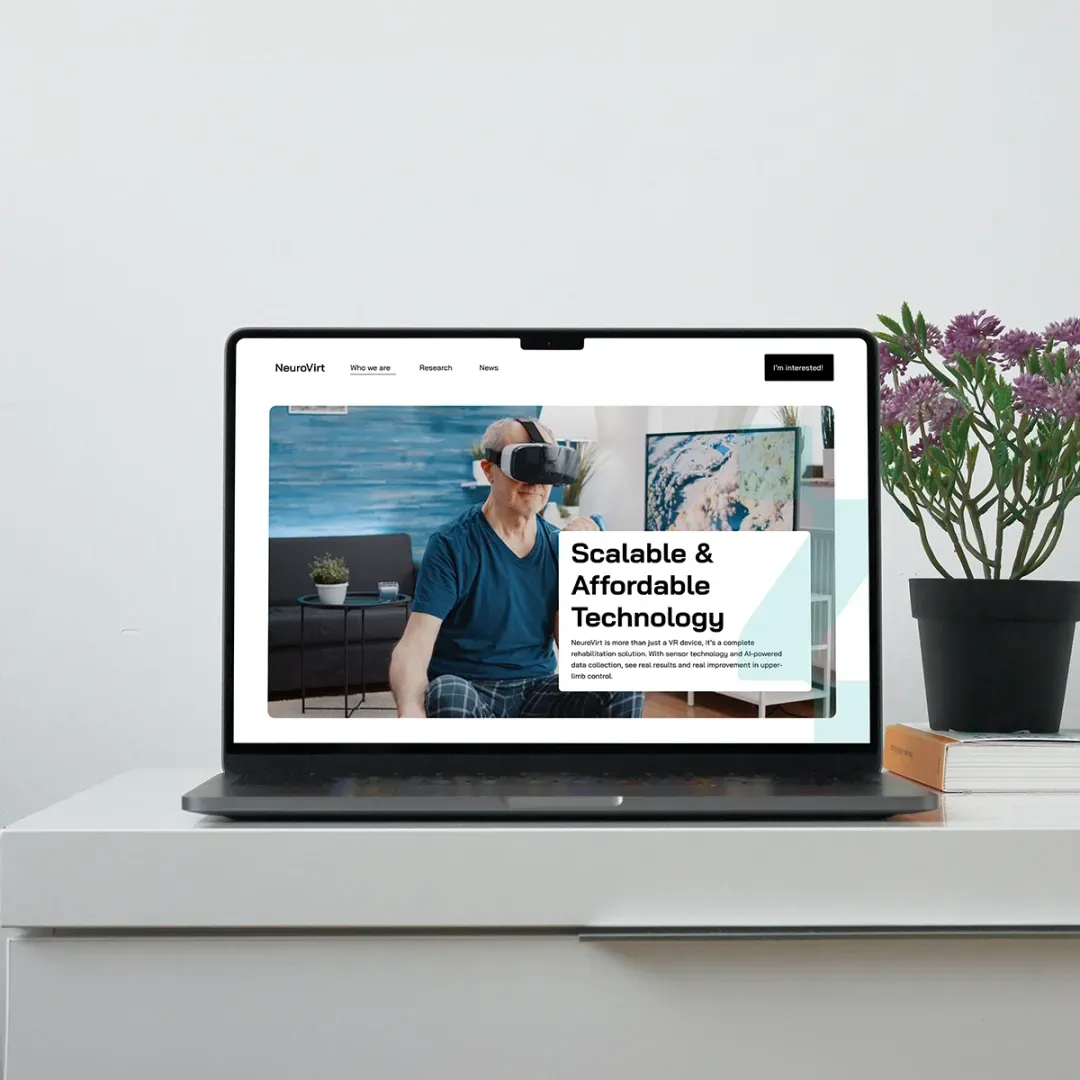 NeuroVirt
Who we are
Research
News
I'm interested!
Scalable &
Affordable
Technology
NeuroVirt is more than just a VR device, it's a complete
rehabilitation solution. With sensor technology and AI-powered
data collection, see real results and real improvement in upper-
limb control.